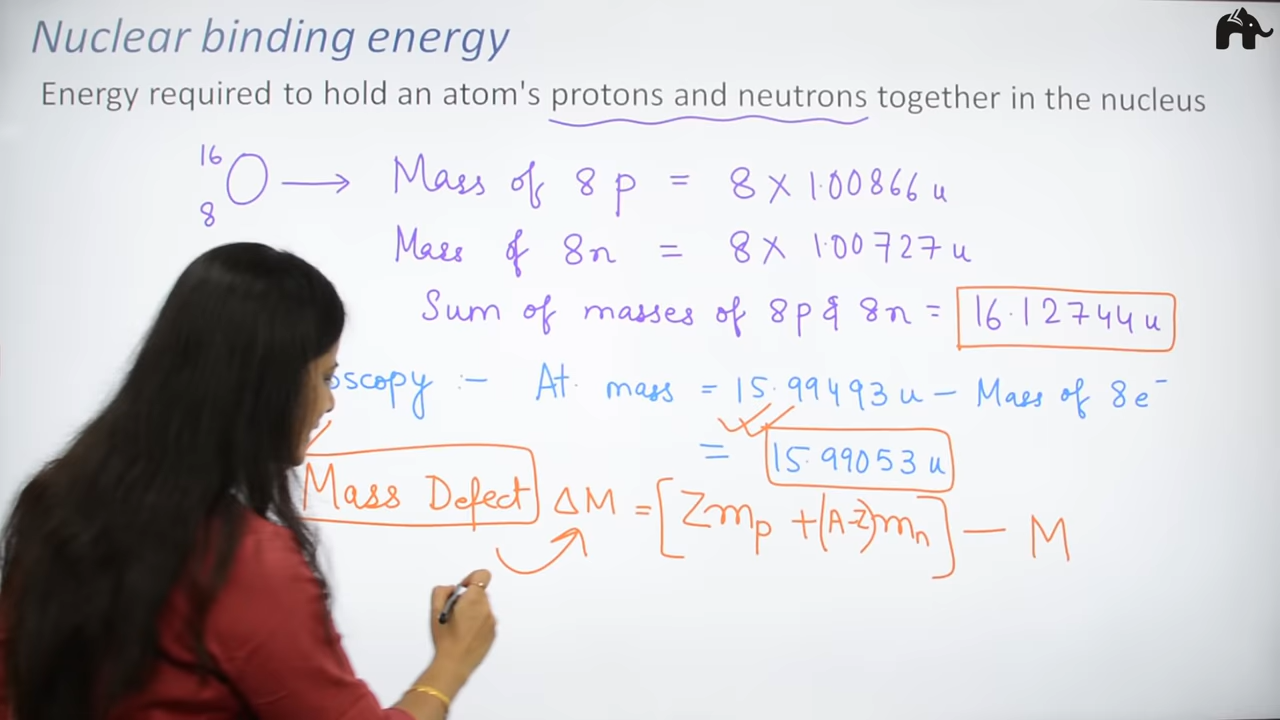 Nuclear binding energy
Energy required to hold an atom's protons and neutrons together in the nucleus
16 8 O → Mass of 8 p = 8 × 1.00866 u
Mass of 8n = 8 × 1.00727 u
Sum of masses of 8p & 8n = 16.12744 u
oscopy :- At. mass = 15.99493 u - Mass of 8e⁻
= 15.99053 u
Mass Defect ΔM = [Zmp + (A-Z)mn] - M